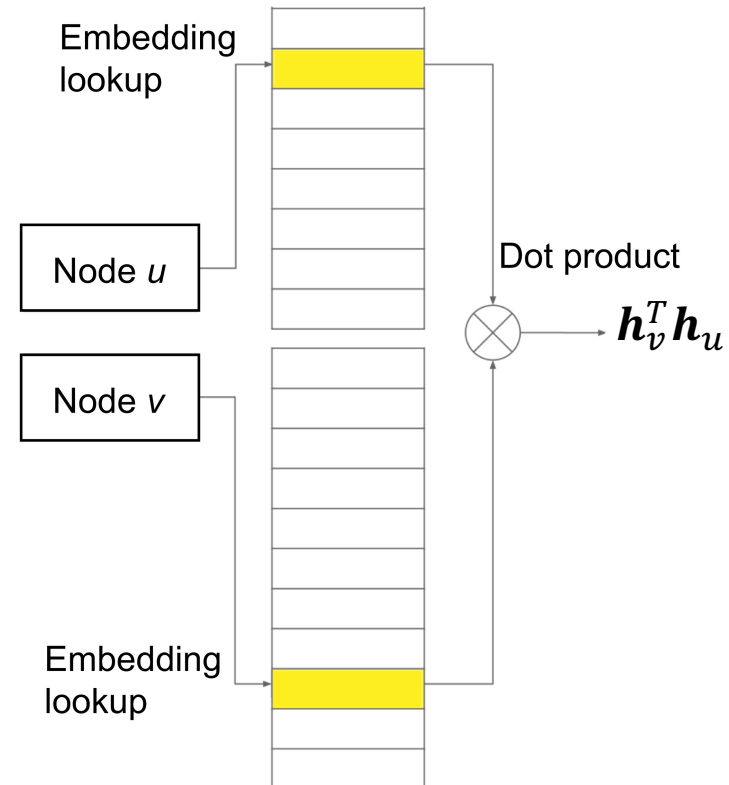 Embedding
lookup
Node u
Dot product
h_v^T h_u
Node v
Embedding
lookup